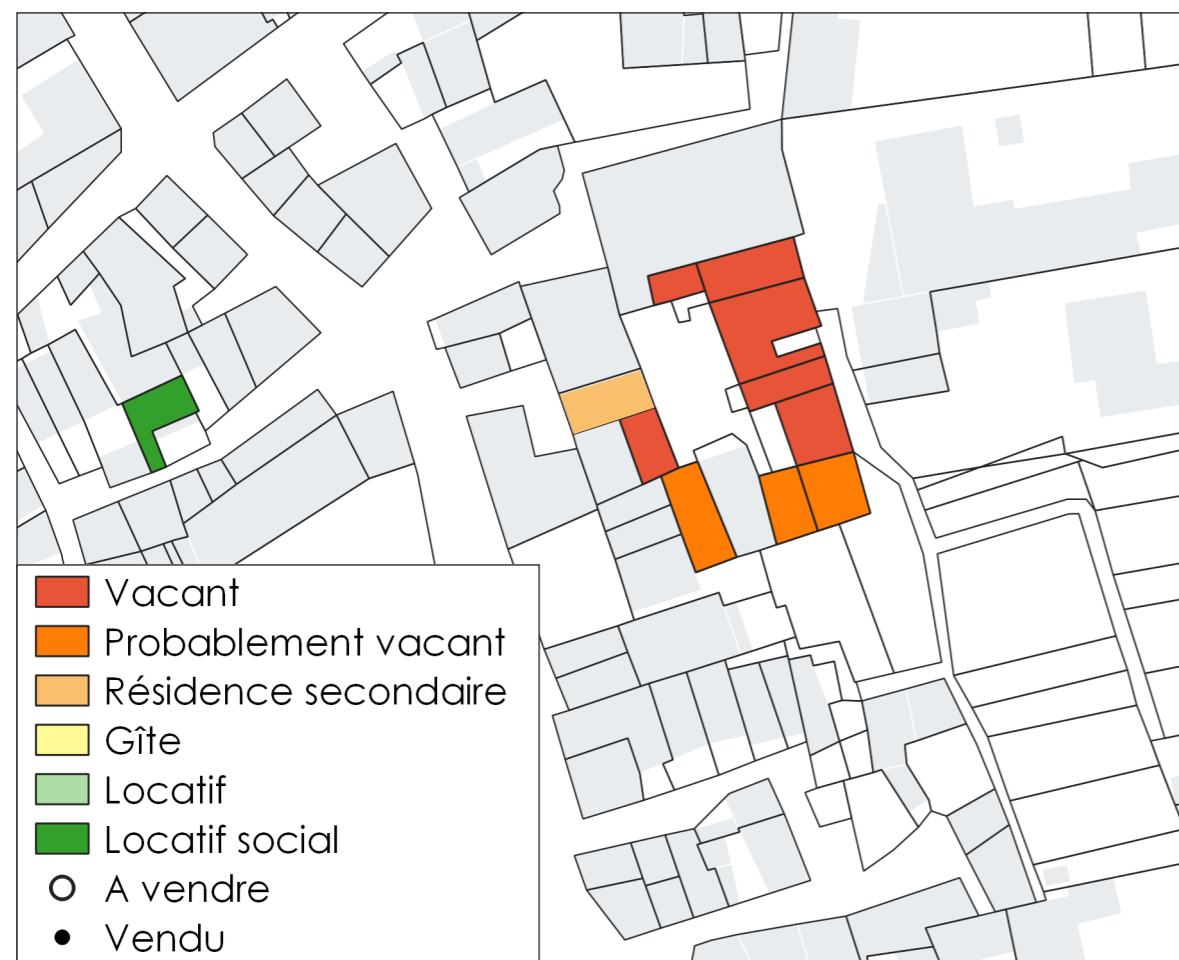 Vacant
Probablement vacant
Résidence secondaire
Gîte
Locatif
Locatif social
A vendre
Vendu